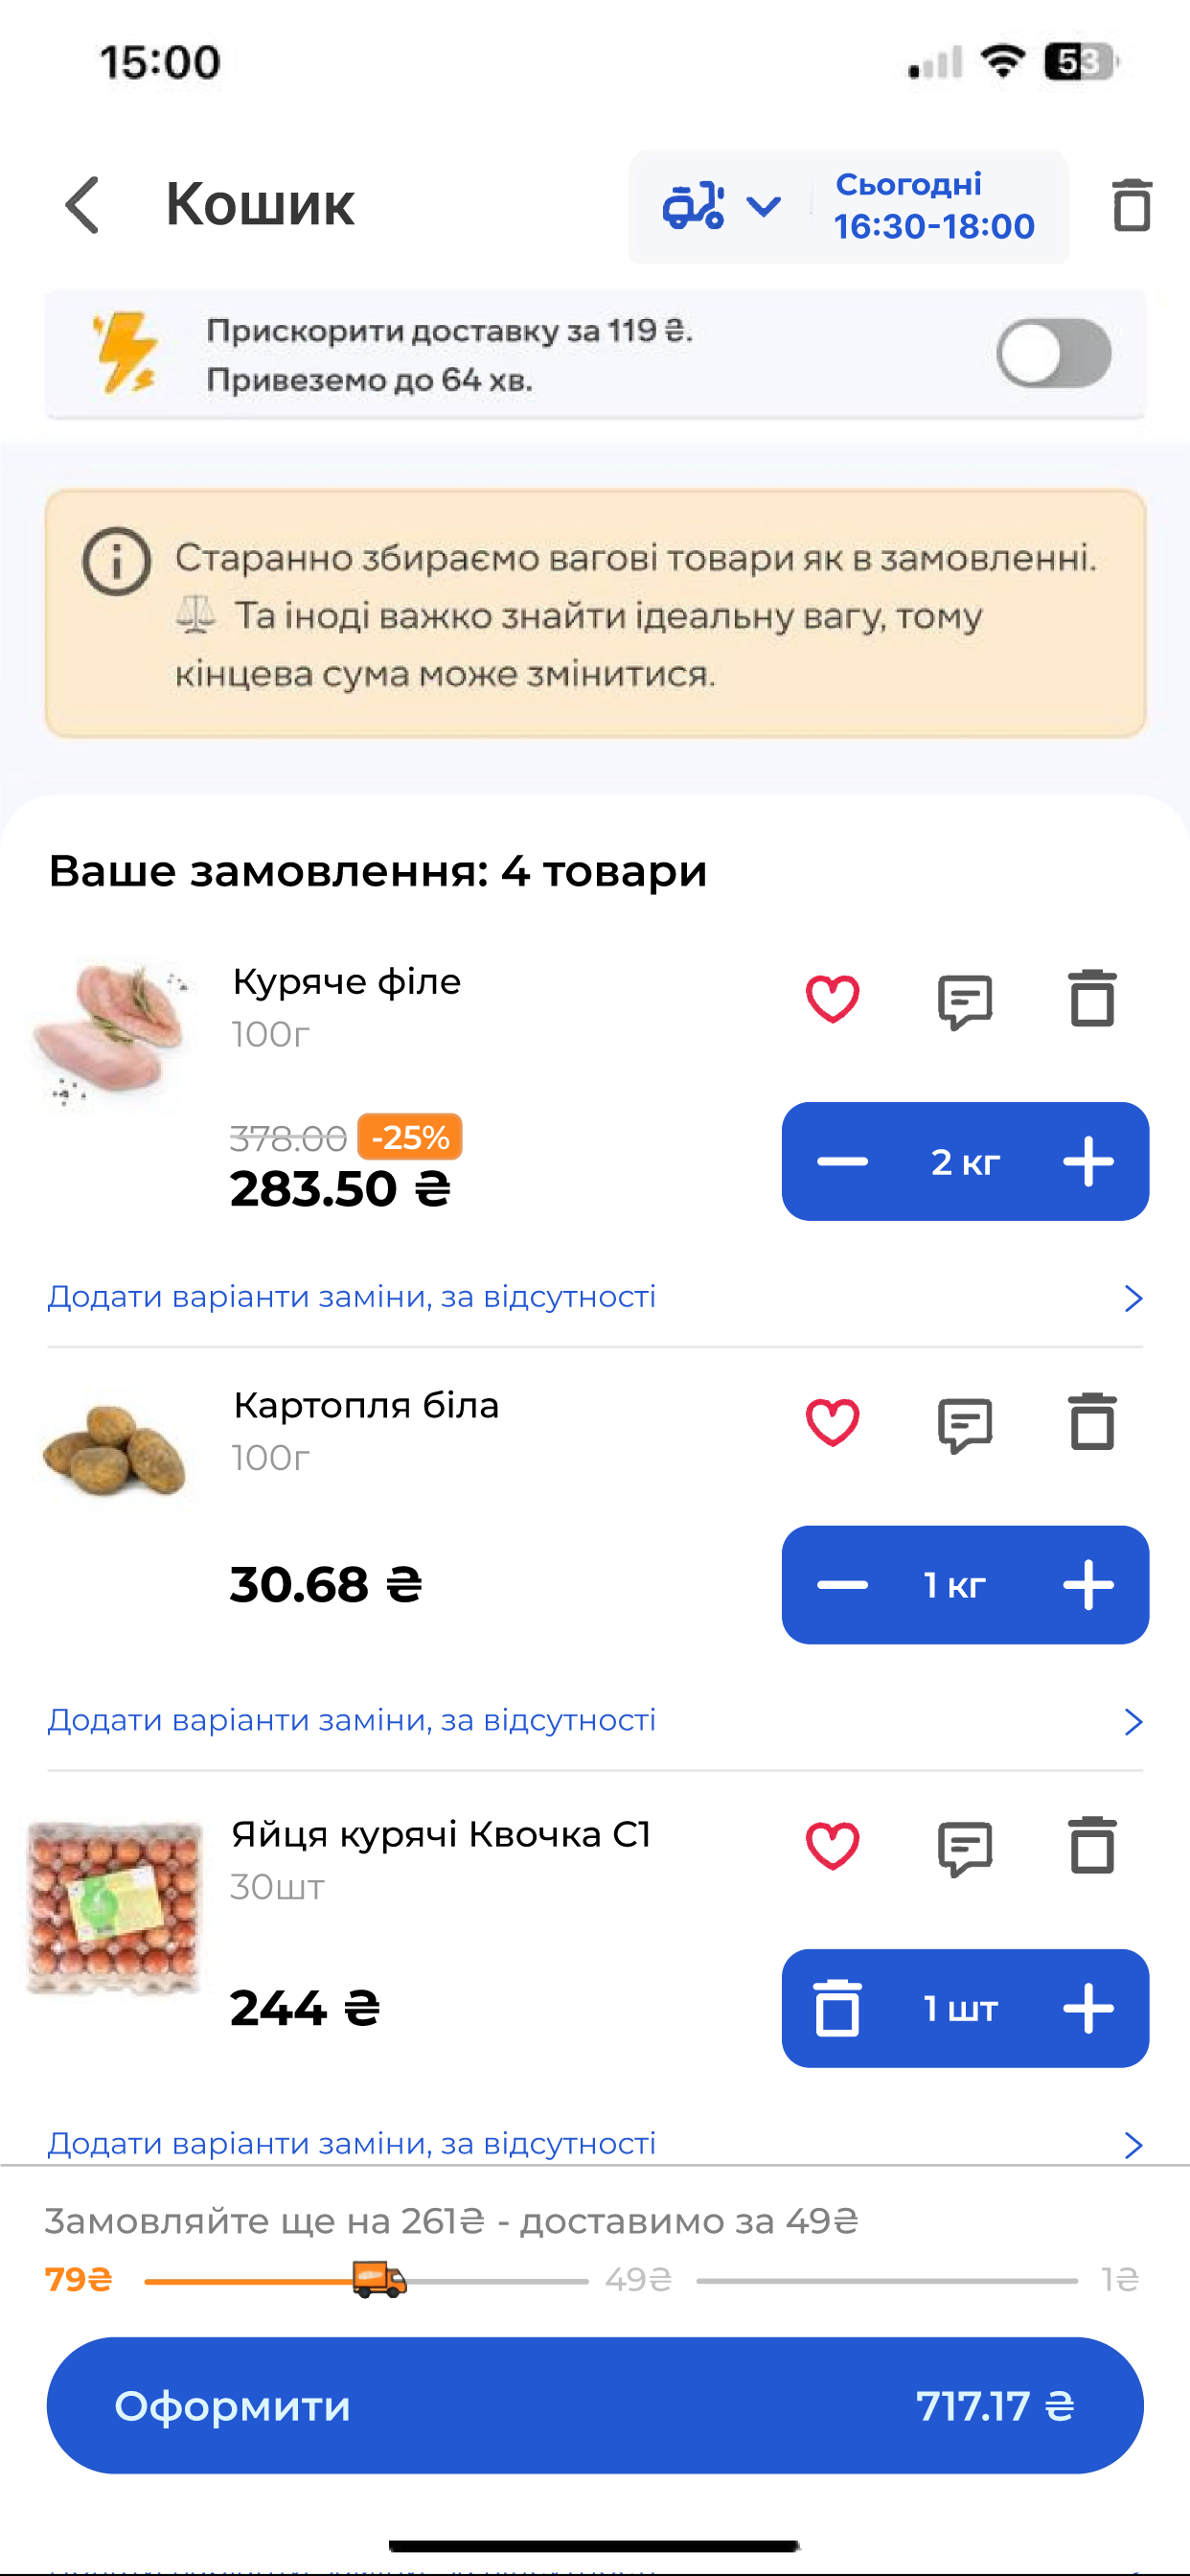 15:00
53
Кошик
Сьогодні
16:30-18:00
Прискорити доставку за 119 ₴.
Привеземо до 64 хв.
Старанно збираємо вагові товари як в замовленні.
Та іноді важко знайти ідеальну вагу, тому
кінцева сума може змінитися.
Ваше замовлення: 4 товари
Куряче філе
100г
378.00 -25%
283.50 ₴
2 кг
Додати варіанти заміни, за відсутності
Картопля біла
100г
30.68 ₴
1 кг
Додати варіанти заміни, за відсутності
Яйця курячі Квочка С1
30шт
244 ₴
1 шт
Додати варіанти заміни, за відсутності
Замовляйте ще на 261₴ - доставимо за 49₴
79₴ 49₴ 1₴
Оформити 717.17 ₴